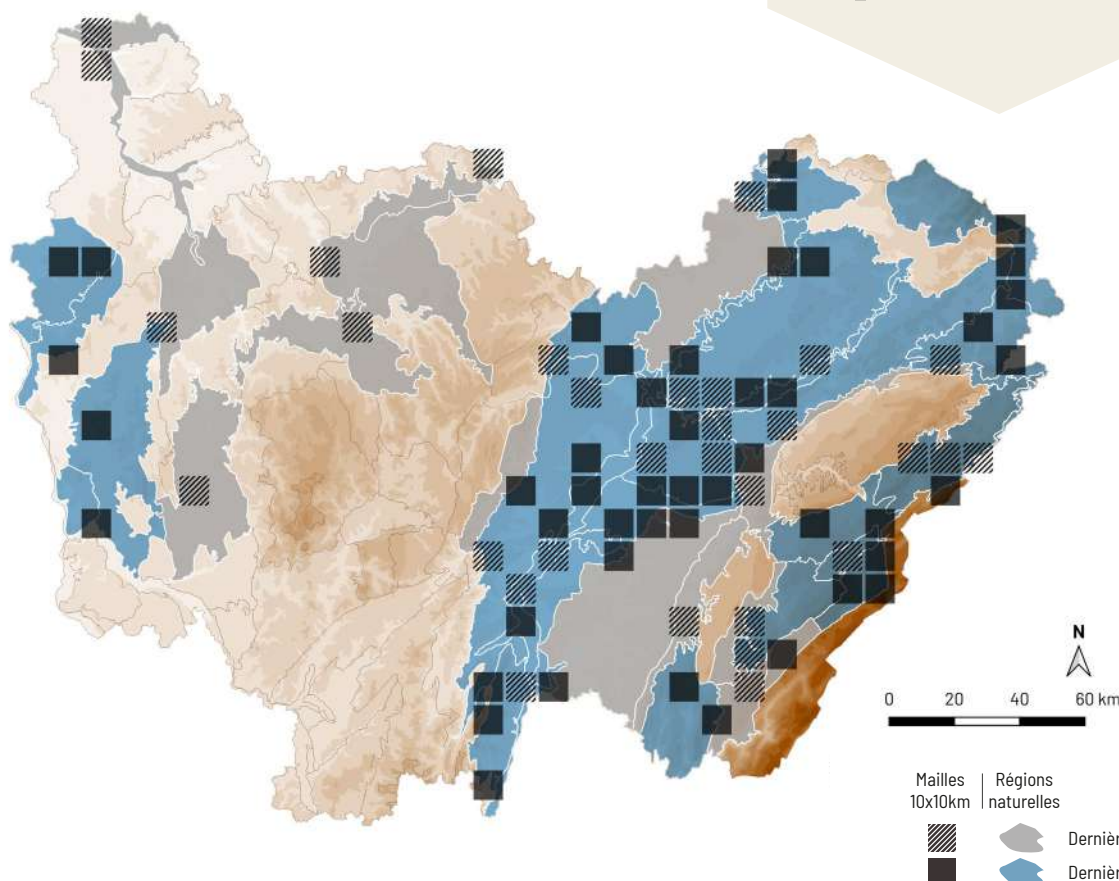 N
0 20 40 60 km
Mailles | Régions
10x10km | naturelles
Dernièr
Dernièr